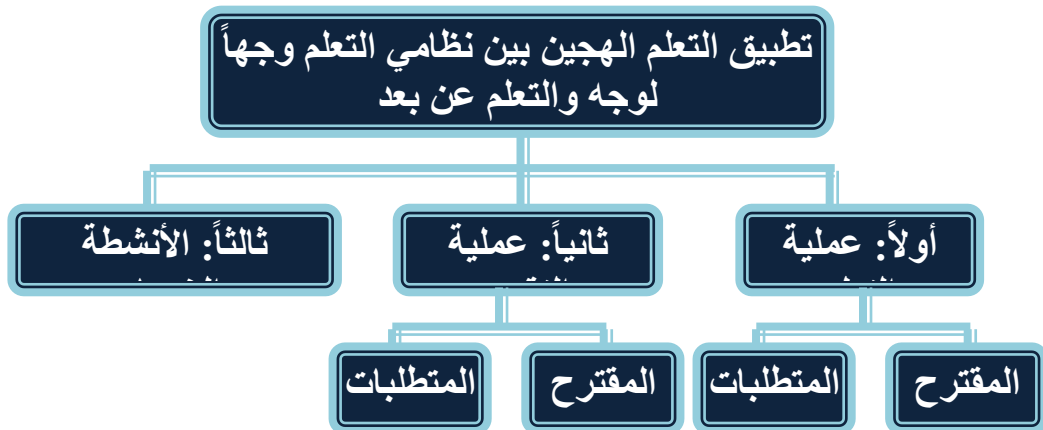 تطبيق التعلم الهجين بين نظامي التعلم وجهاً
لوجه والتعلم عن بعد
أولاً: عملية
ثانياً: عملية
ثالثاً: الأنشطة
المقترح
المتطلبات
المقترح
المتطلبات